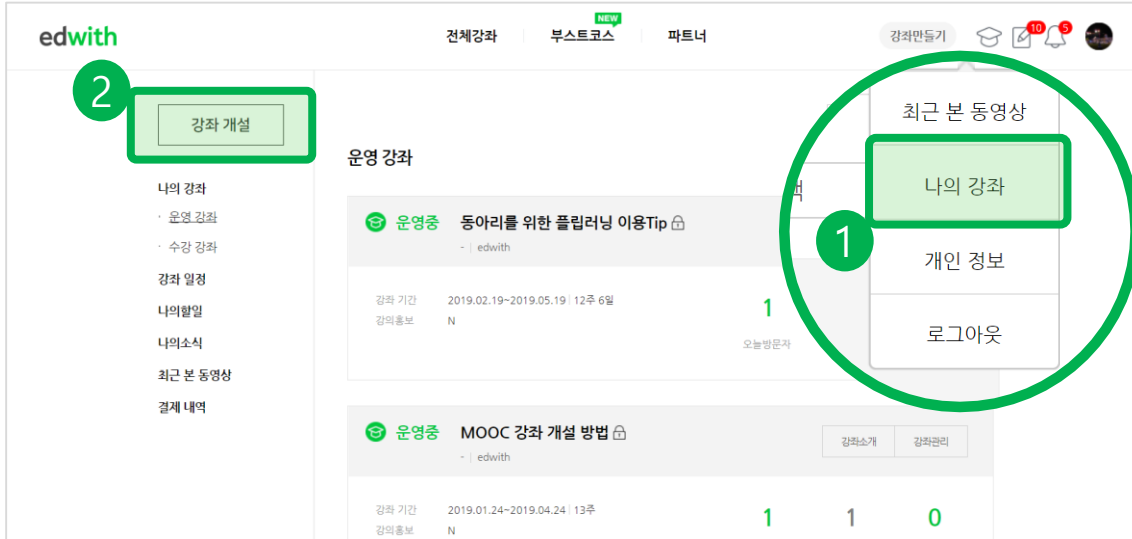 edwith
전체강좌
NEW
부스트코스
파트너
강좌만들기
10
5
2
강좌 개설
나의 강좌
· 운영 강좌
· 수강 강좌
강좌 일정
나의할일
나의소식
최근 본 동영상
결제 내역
운영 강좌
운영중 동아리를 위한 플립러닝 이용Tip
- | edwith
강좌 기간 2019.02.19~2019.05.19 | 12주 6일
강의홍보 N
1
오늘방문자
최근 본 동영상
1
나의 강좌
개인 정보
로그아웃
운영중 MOOC 강좌 개설 방법
- | edwith
강좌소개 강좌관리
강좌 기간 2019.01.24~2019.04.24 | 13주
강의홍보 N
1 1 0